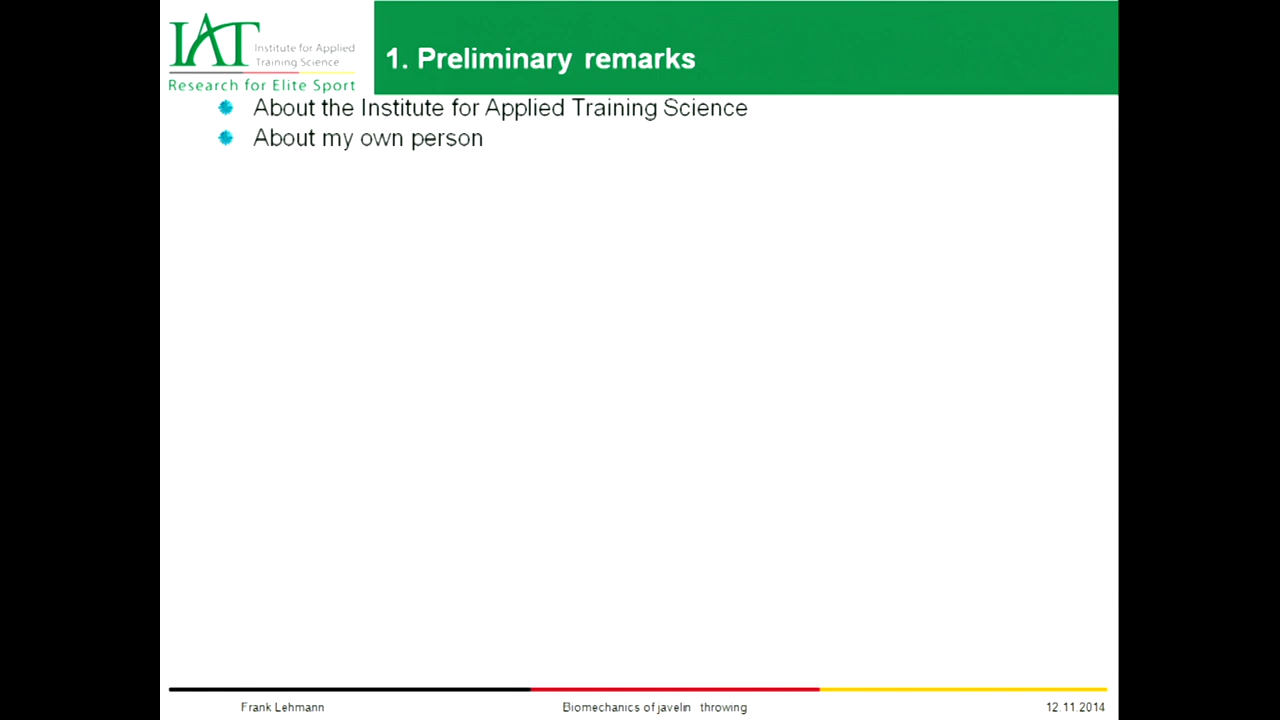 IAT
Institute for Applied
Training Science
Research for Elite Sport
1. Preliminary remarks
About the Institute for Applied Training Science
About my own person
Frank Lehmann
Biomechanics of javelin throwing
12.11.2014